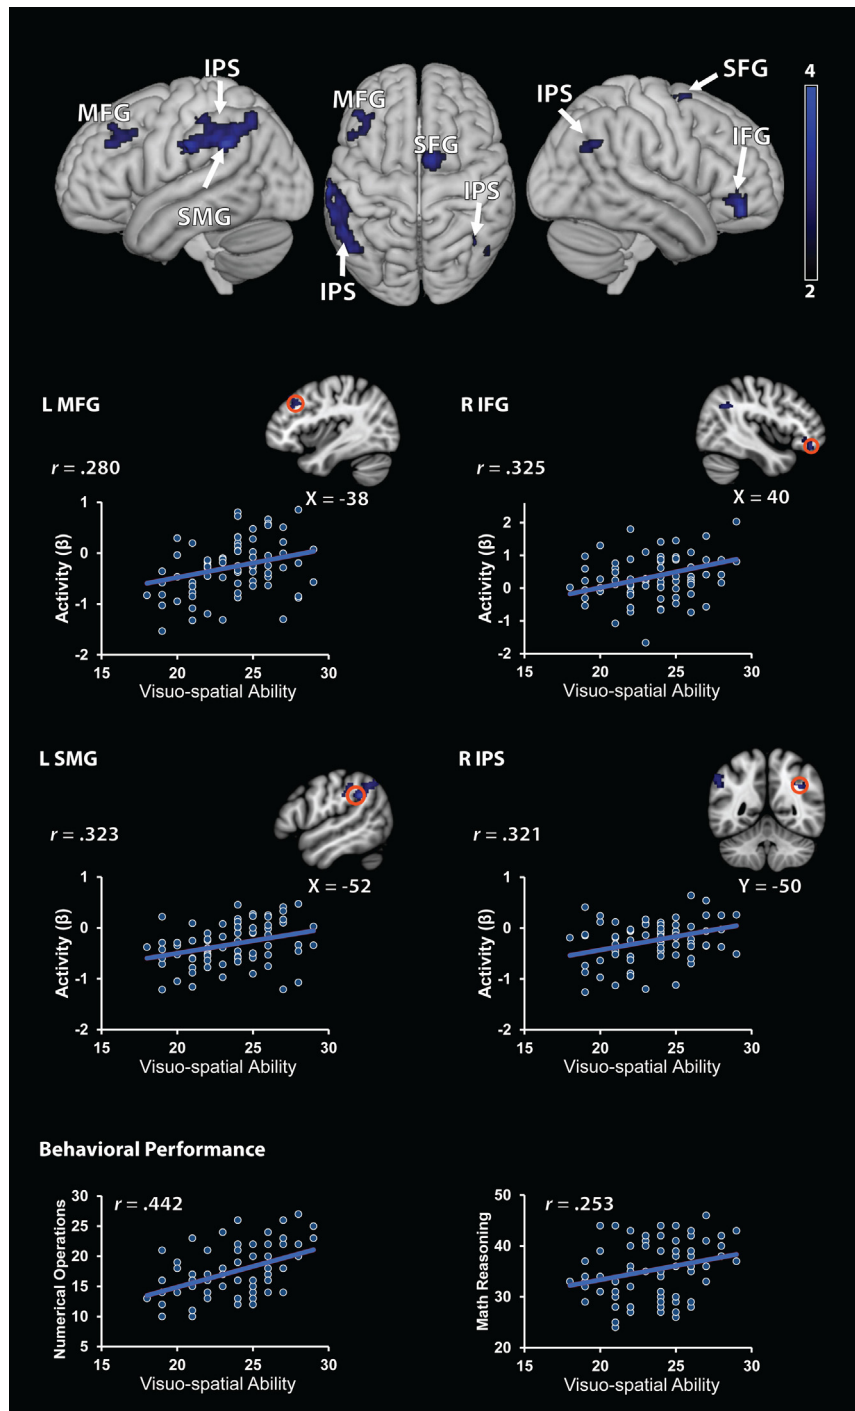 IPS
MFG
SMG
MFG
SFG
IPS
IPS
SFG
IPS
IFG
4
2
L MFG
r = .280
X = -38
1
0
-1
-2
Activity (β)
15 20 25 30
Visuo-spatial Ability
R IFG
r = .325
X = 40
2
1
0
-1
-2
Activity (β)
15 20 25 30
Visuo-spatial Ability
L SMG
r = .323
X = -52
1
0
-1
-2
Activity (β)
15 20 25 30
Visuo-spatial Ability
R IPS
r = .321
Y = -50
1
0
-1
-2
Activity (β)
15 20 25 30
Visuo-spatial Ability
Behavioral Performance
r = .442
30
25
20
15
10
5
Numerical Operations
15 20 25 30
Visuo-spatial Ability
r = .253
50
40
30
20
Math Reasoning
15 20 25 30
Visuo-spatial Ability